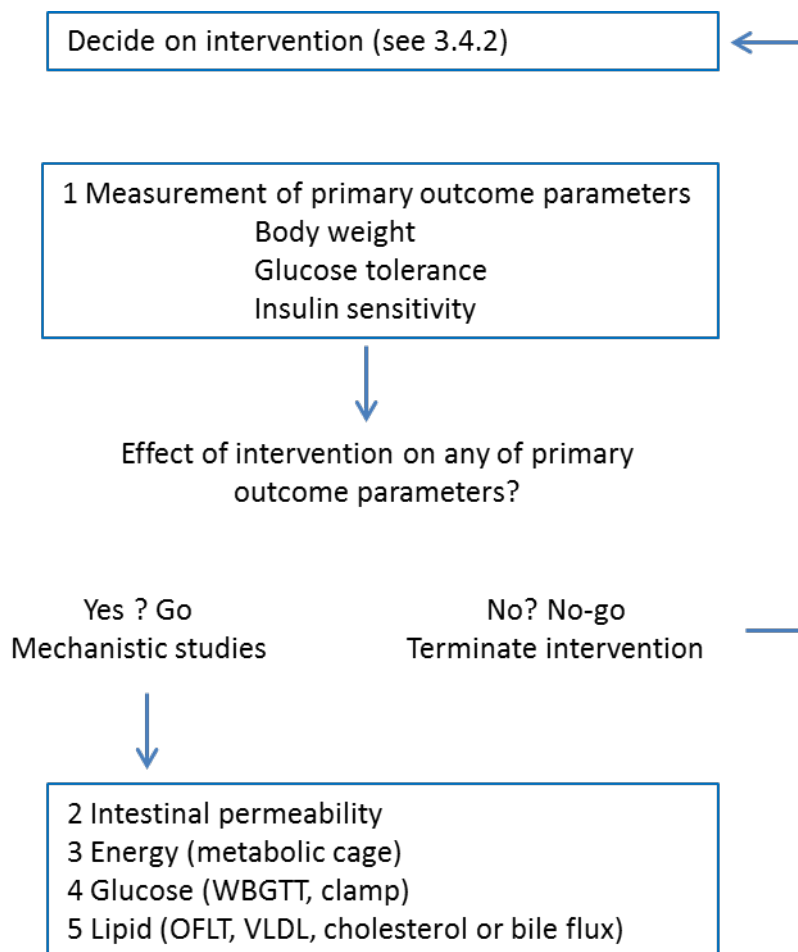 Decide on intervention (see 3.4.2)
1 Measurement of primary outcome parameters
Body weight
Glucose tolerance
Insulin sensitivity
Effect of intervention on any of primary
outcome parameters?
Yes ? Go
Mechanistic studies
No? No-go
Terminate intervention
2 Intestinal permeability
3 Energy (metabolic cage)
4 Glucose (WBGTT, clamp)
5 Lipid (OFLT, VLDL, cholesterol or bile flux)